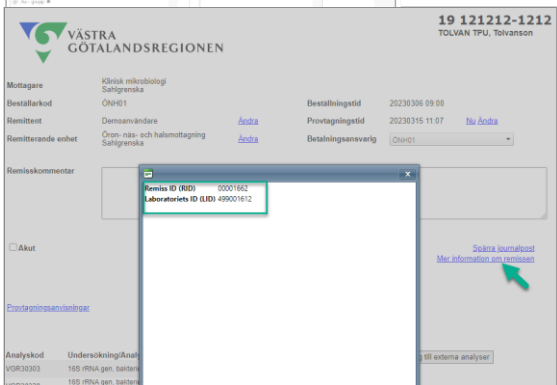 19 121212-1212
TOLVAN TPU, Tolvanson
VÄSTRA
GÖTALANDSREGIONEN
Mottagare Klinisk mikrobiologi
Sahlgrenska
Beställarkod ÖNH01 Beställningstid 20230306 09:00
Remittent Demoanvändare Ändra Provtagningstid 20230315 11:07 Nu Ändra
Remitterande enhet Öron- näs- och halsmottagning Ändra Betalningsansvarig ÖNH01
Sahlgrenska
Remisskommentar
Remiss ID (RID) 00001662
Laboratoriets ID (LID) 499001612
Akut
Spärra journalpost
Mer information om remissen
Provtagningsanvisningar
till externa analyser
Analyskod Undersökning/Analy
VGR30303 16S rRNA gen, bakterie
16S rRNA gen, bakterie